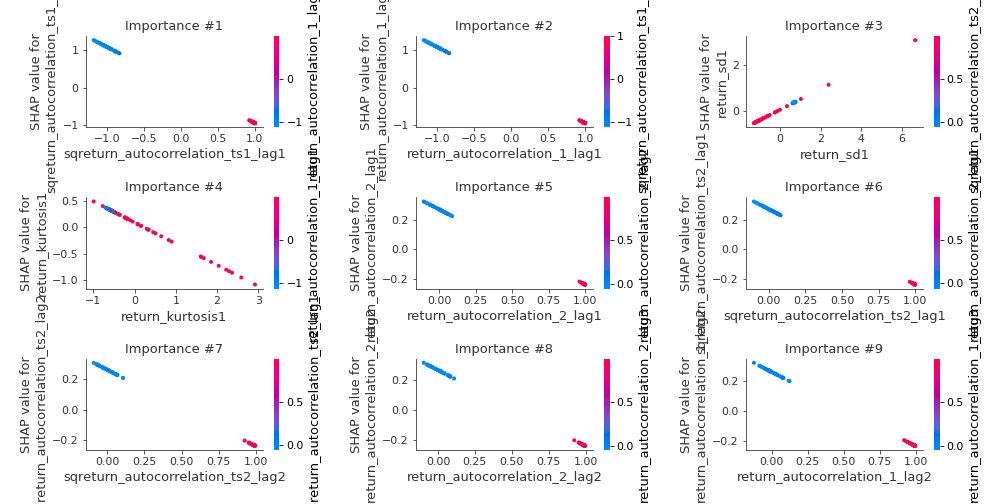 Importance #1
SHAP value for
sqreturn_autocorrelation_ts1_lag1
1
0
−1
−1.0
−0.5
0.0
0.5
1.0
sqreturn_autocorrelation_ts1_lag1
0
−1
Importance #2
SHAP value for
return_autocorrelation_1_lag1
1
0
−1
−1.0
−0.5
0.0
0.5
1.0
return_autocorrelation_1_lag1
1
0
−1
Importance #3
SHAP value for
return_sd1
2
0
0
2
4
6
return_sd1
0.5
0.0
Importance #4
SHAP value for
return_kurtosis1
0.5
0.0
−0.5
−1.0
−1
0
1
2
3
return_kurtosis1
0
−1
Importance #5
SHAP value for
return_autocorrelation_2_lag1
0.2
0.0
−0.2
0.00
0.25
0.50
0.75
1.00
return_autocorrelation_2_lag1
0.5
0.0
Importance #6
SHAP value for
sqreturn_autocorrelation_ts2_lag1
0.2
0.0
−0.2
0.00
0.25
0.50
0.75
1.00
sqreturn_autocorrelation_ts2_lag1
0.5
0.0
Importance #7
SHAP value for
sqreturn_autocorrelation_ts2_lag2
0.2
0.0
−0.2
0.00
0.25
0.50
0.75
1.00
sqreturn_autocorrelation_ts2_lag2
0.5
0.0
Importance #8
SHAP value for
return_autocorrelation_2_lag2
0.2
0.0
−0.2
0.00
0.25
0.50
0.75
1.00
return_autocorrelation_2_lag2
0.5
0.0
Importance #9
SHAP value for
return_autocorrelation_1_lag2
0.2
0.0
−0.2
0.00
0.25
0.50
0.75
1.00
return_autocorrelation_1_lag2
0.5
0.0